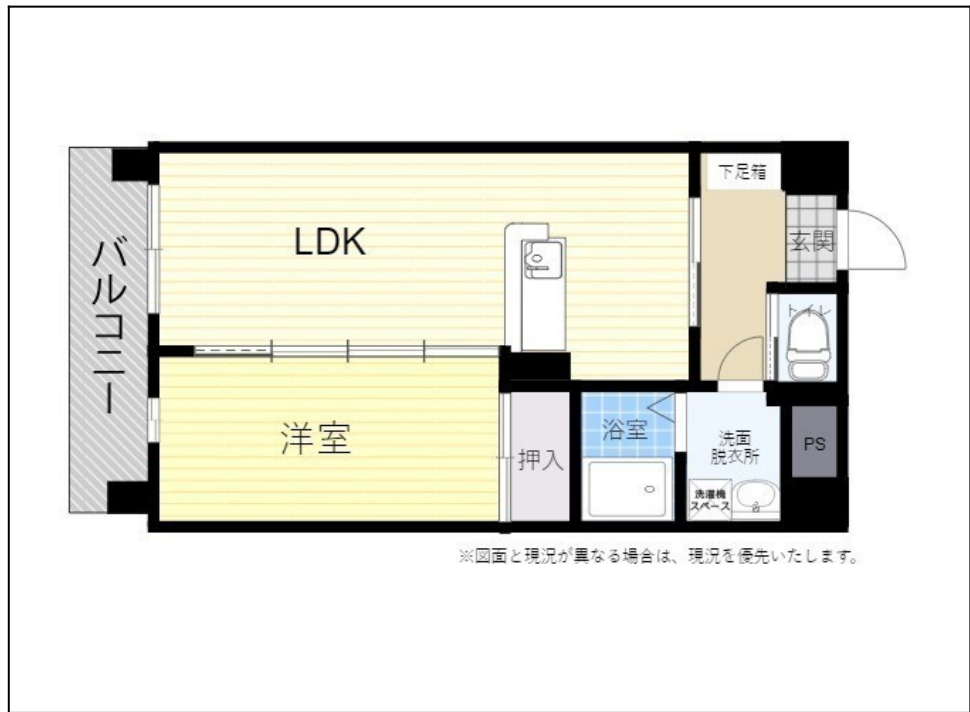 下足箱
玄関
LDK
トイレ
バルコニー
洋室
押入
浴室
洗面
脱衣所
PS
洗濯機
スペース
※図面と現況が異なる場合は、現況を優先いたします。